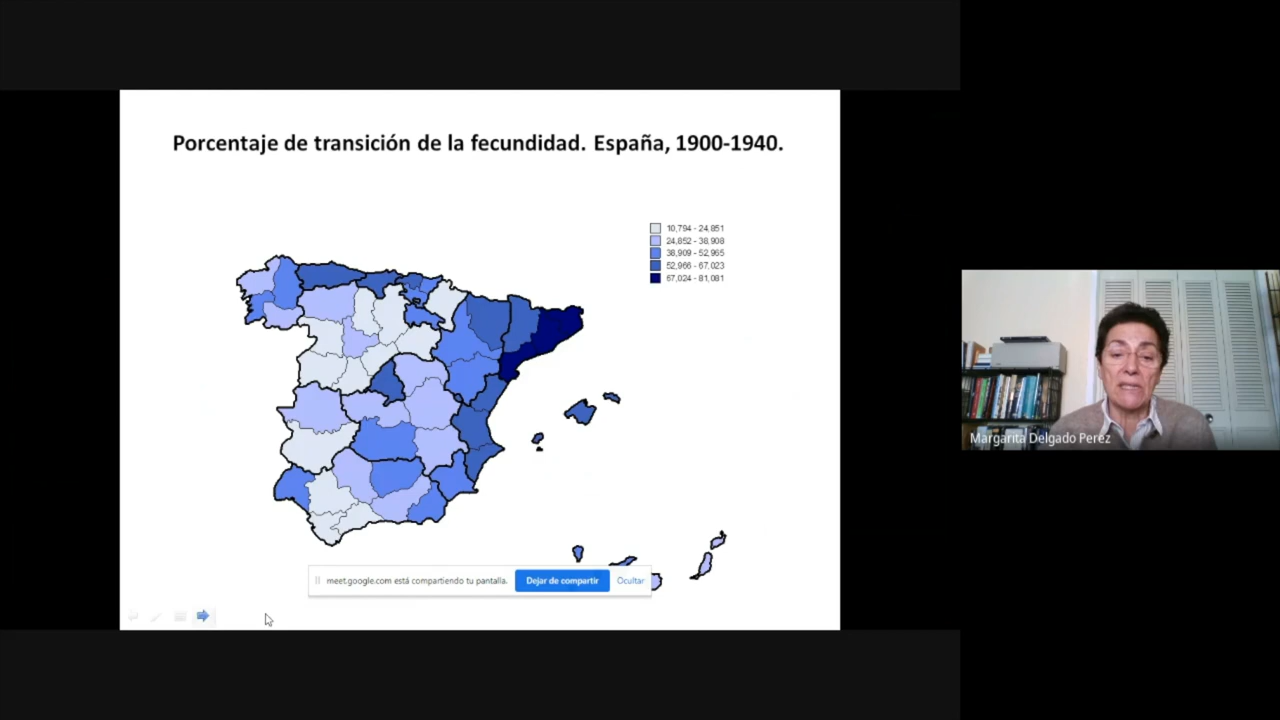 Porcentaje de transición de la fecundidad. España, 1900-1940.
10,794 - 24,851
24,852 - 38,908
38,909 - 52,965
52,966 - 67,023
67,024 - 81,081
meet.google.com está compartiendo tu pantalla.
Dejar de compartir
Ocultar
Margarita Delgado Perez